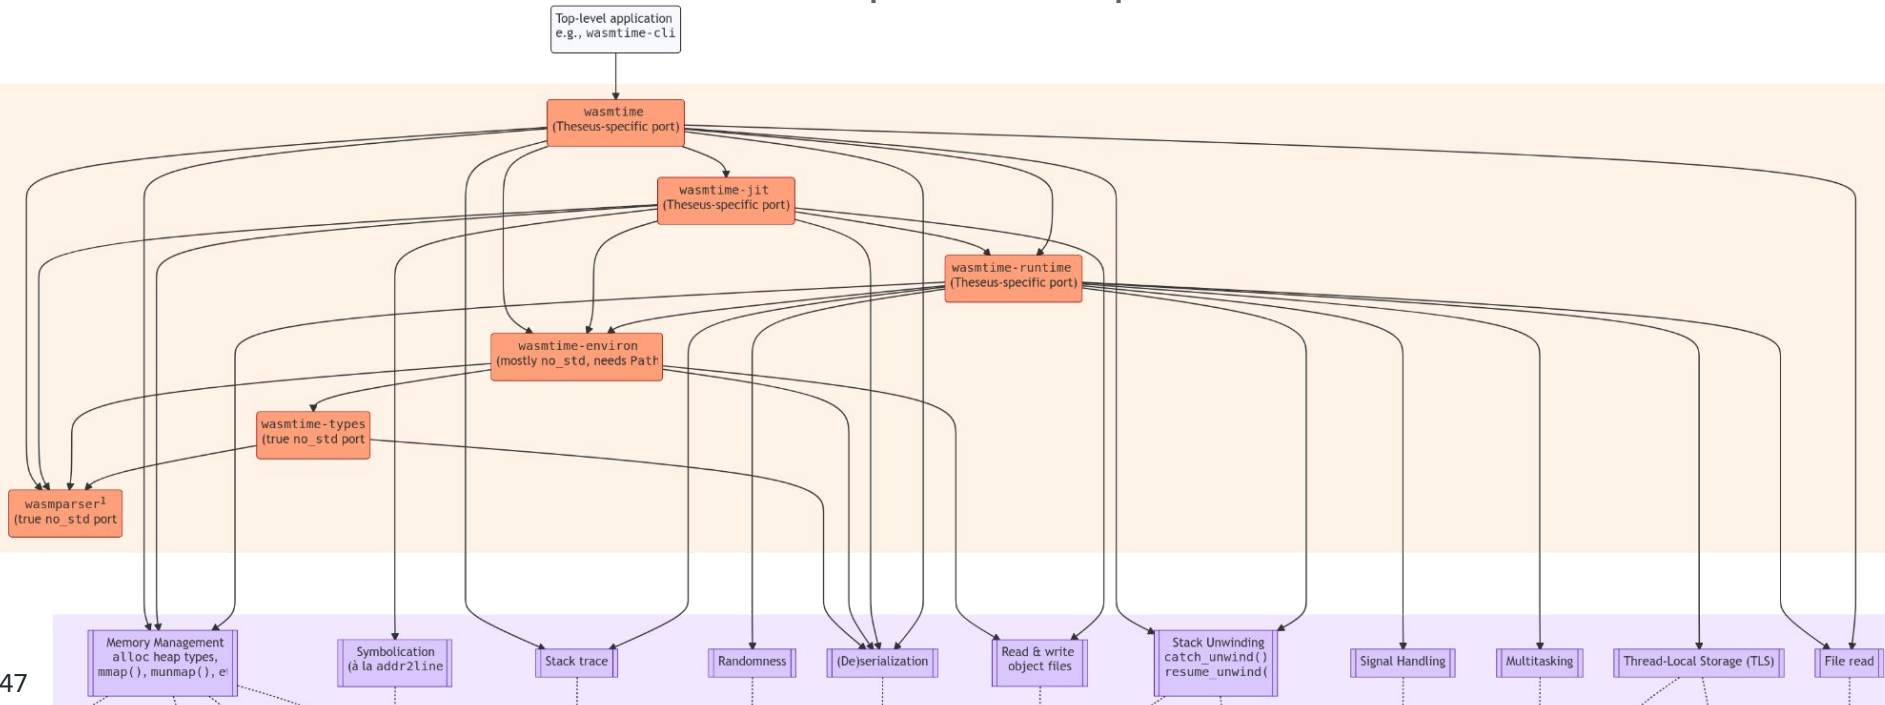 Top-level application
e.g., wasmtime-cli
wasmtime
(Theseus-specific port)
wasmtime-jit
(Theseus-specific port)
wasmtime-runtime
(Theseus-specific port)
wasmtime-environ
(mostly no_std, needs Path
wasmtime-types
(true no_std port
wasmparser¹
(true no_std port
Memory Management
alloc heap types,
mmap(), munmap(),
Symbolication
(à la addr2line
Stack trace
Randomness
(De)serialization
Read & write
object files
Stack Unwinding
catch_unwind()
resume_unwind(
Signal Handling
Multitasking
Thread-Local Storage (TLS)
File read
47